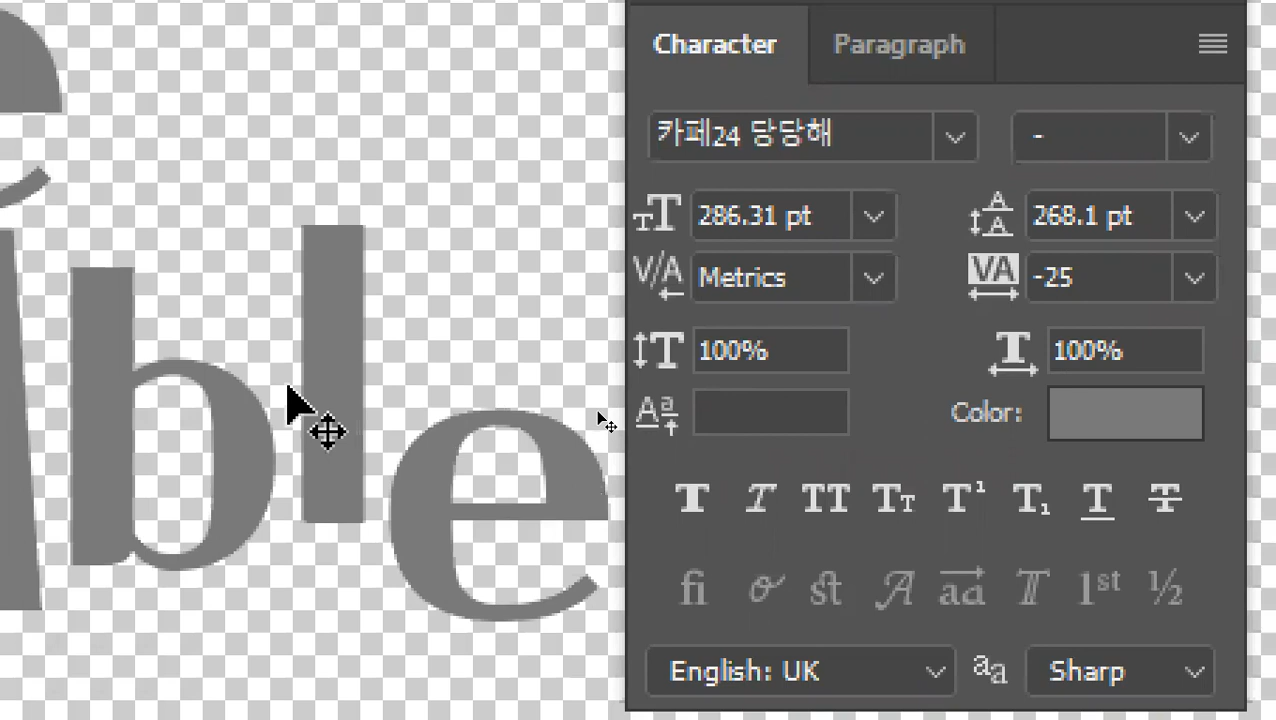 Character Paragraph
카페24 당당해 -
286.31 pt 268.1 pt
Metrics -25
100% 100%
Color:
English: UK Sharp
ble